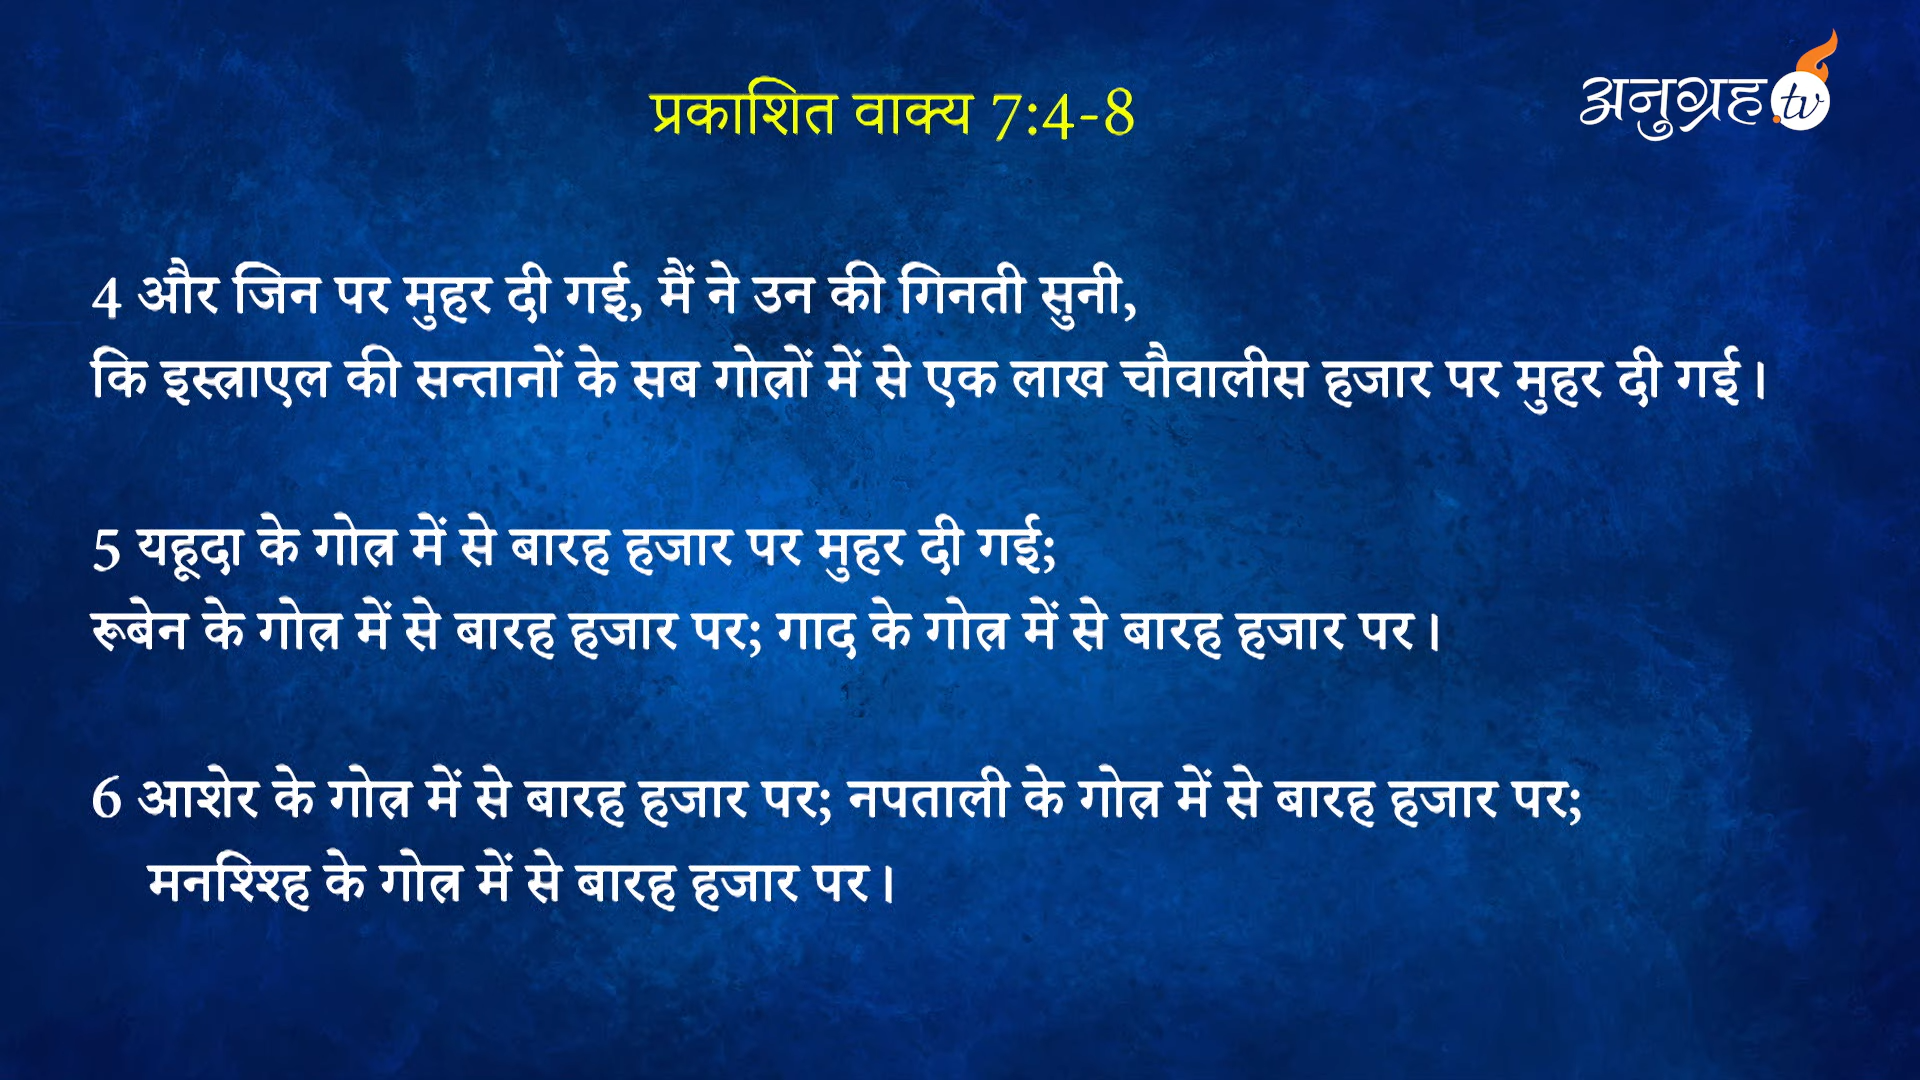 प्रकाशित वाक्य 7:4-8
अनुग्रह.tv
4 और जिन पर मुहर दी गई, मैं ने उन की गिनती सुनी,
कि इस्त्राएल की सन्तानों के सब गोत्रों में से एक लाख चौवालीस हजार पर मुहर दी गई।
5 यहूदा के गोत्र में से बारह हजार पर मुहर दी गई;
रूबेन के गोत्र में से बारह हजार पर; गाद के गोत्र में से बारह हजार पर।
6 आशेर के गोत्र में से बारह हजार पर; नपताली के गोत्र में से बारह हजार पर;
मनश्शिह के गोत्र में से बारह हजार पर।